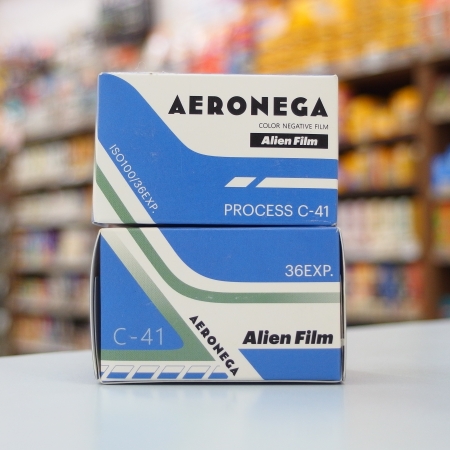 AERONEGA
COLOR NEGATIVE FILM
Alien Film
ISO100/36EXP.
PROCESS C-41
36EXP.
C-41
AERONEGA
Alien Film